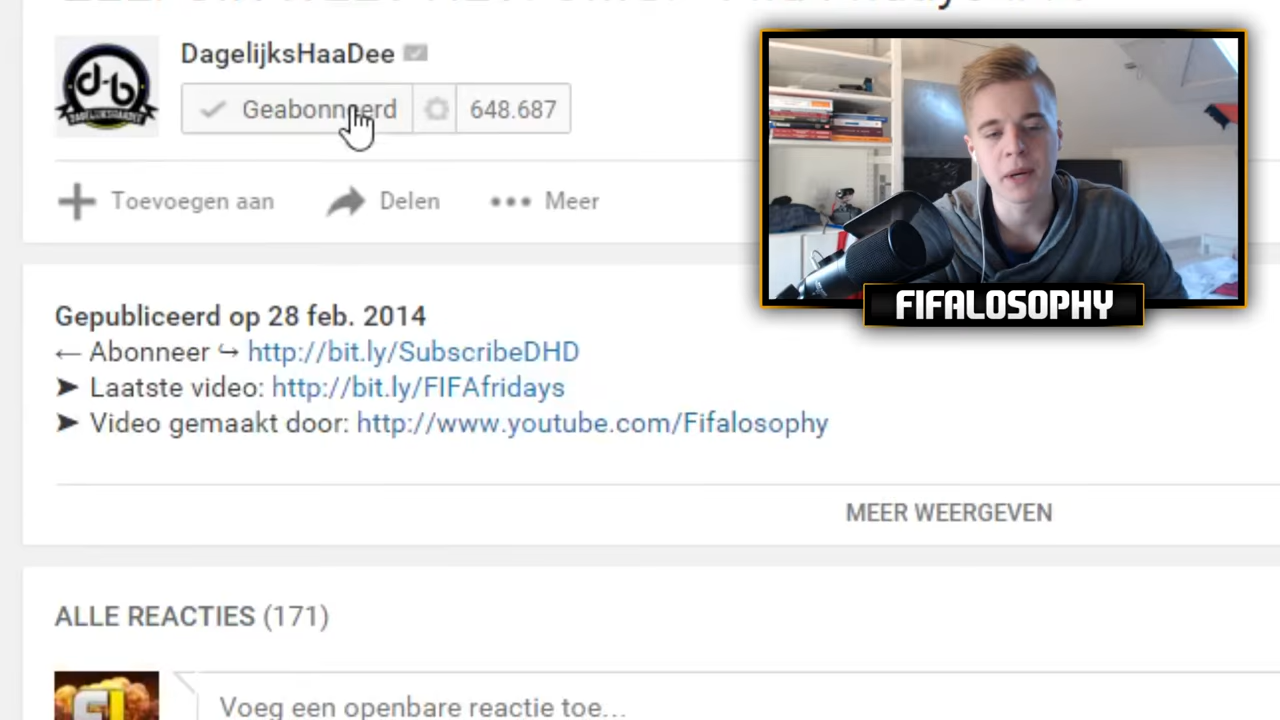 DagelijksHaaDee
Geabonneerd 648.687
Toevoegen aan Delen Meer
FIFALOSOPHY
Gepubliceerd op 28 feb. 2014
← Abonneer ↪ http://bit.ly/SubscribeDHD
➤ Laatste video: http://bit.ly/FIFAfridays
➤ Video gemaakt door: http://www.youtube.com/Fifalosophy
MEER WEERGEVEN
ALLE REACTIES (171)
Voeg een openbare reactie toe...